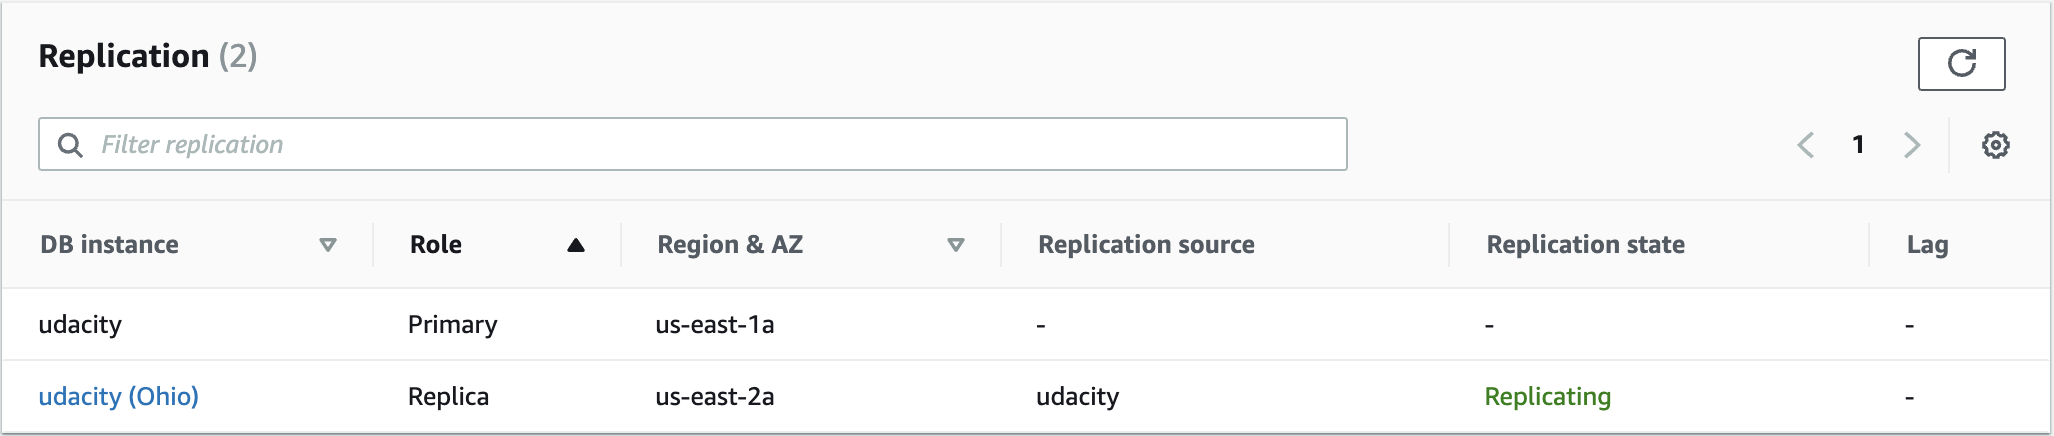 Replication (2)
Filter replication
1
DB instance Role Region & AZ Replication source Replication state Lag
udacity Primary us-east-1a - - -
udacity (Ohio) Replica us-east-2a udacity Replicating -